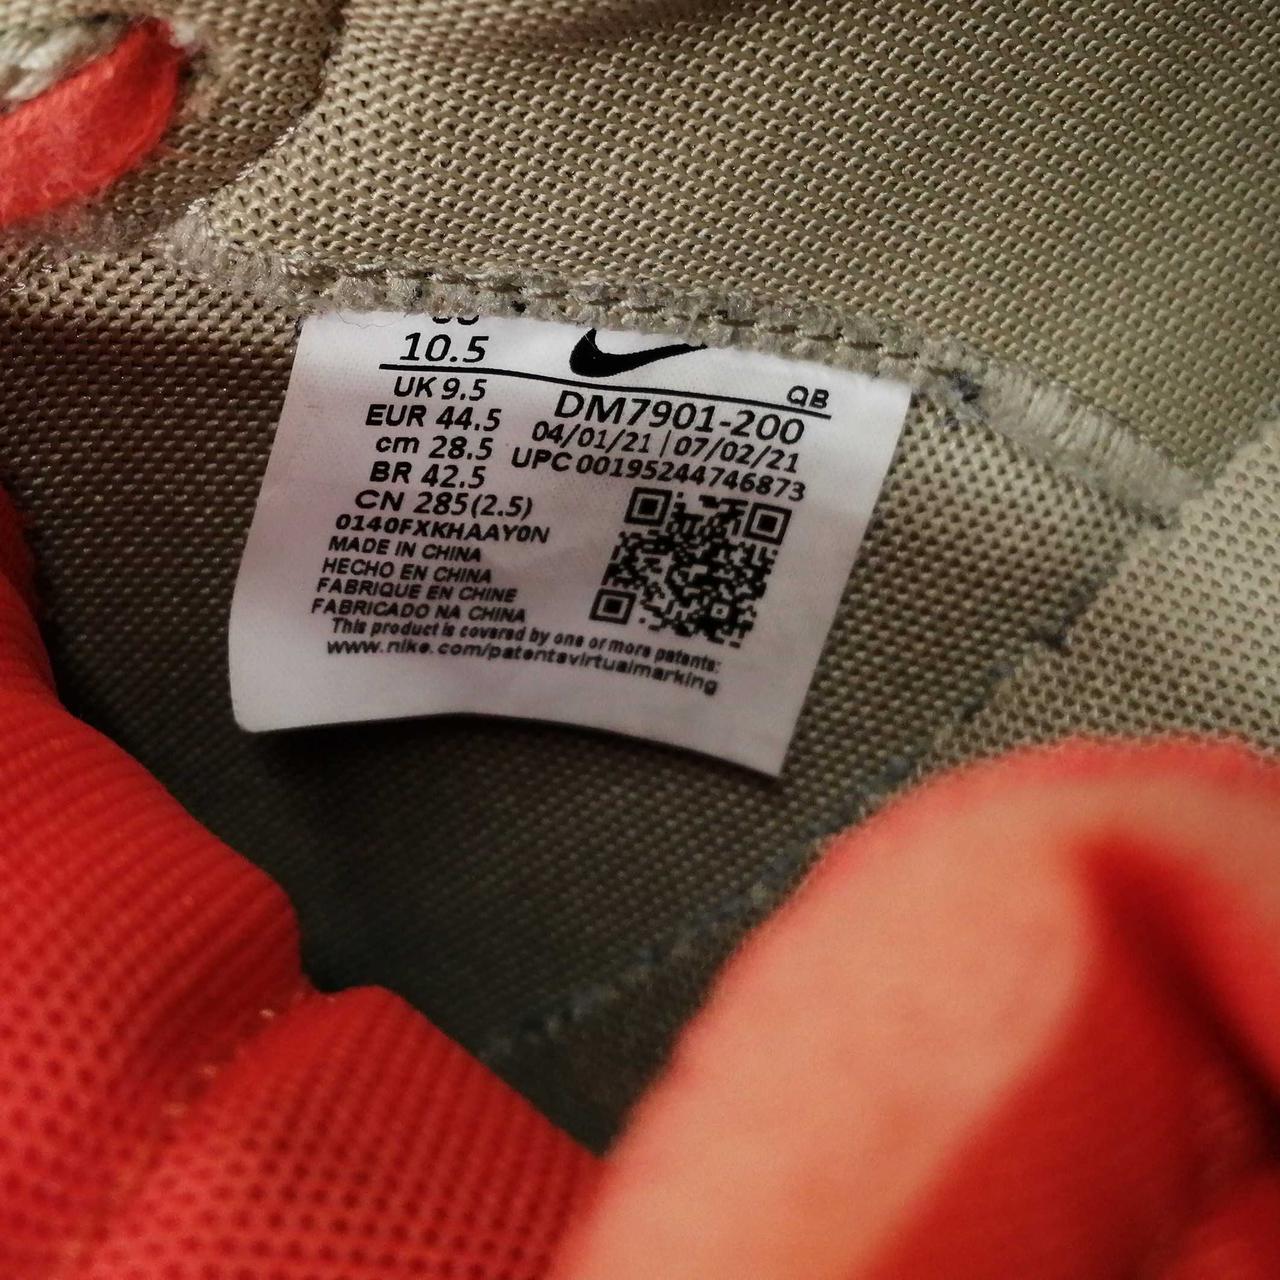 10.5
UK 9.5
EUR 44.5
cm 28.5
BR 42.5
CN 285(2.5)
0140FXKHAAY0N
MADE IN CHINA
HECHO EN CHINA
FABRIQUE EN CHINE
FABRICADO NA CHINA
QB
DM7901-200
04/01/21 | 07/02/21
UPC 00195244746873
This product is covered by one or more patents:
www.nike.com/patentsvirtualmarking